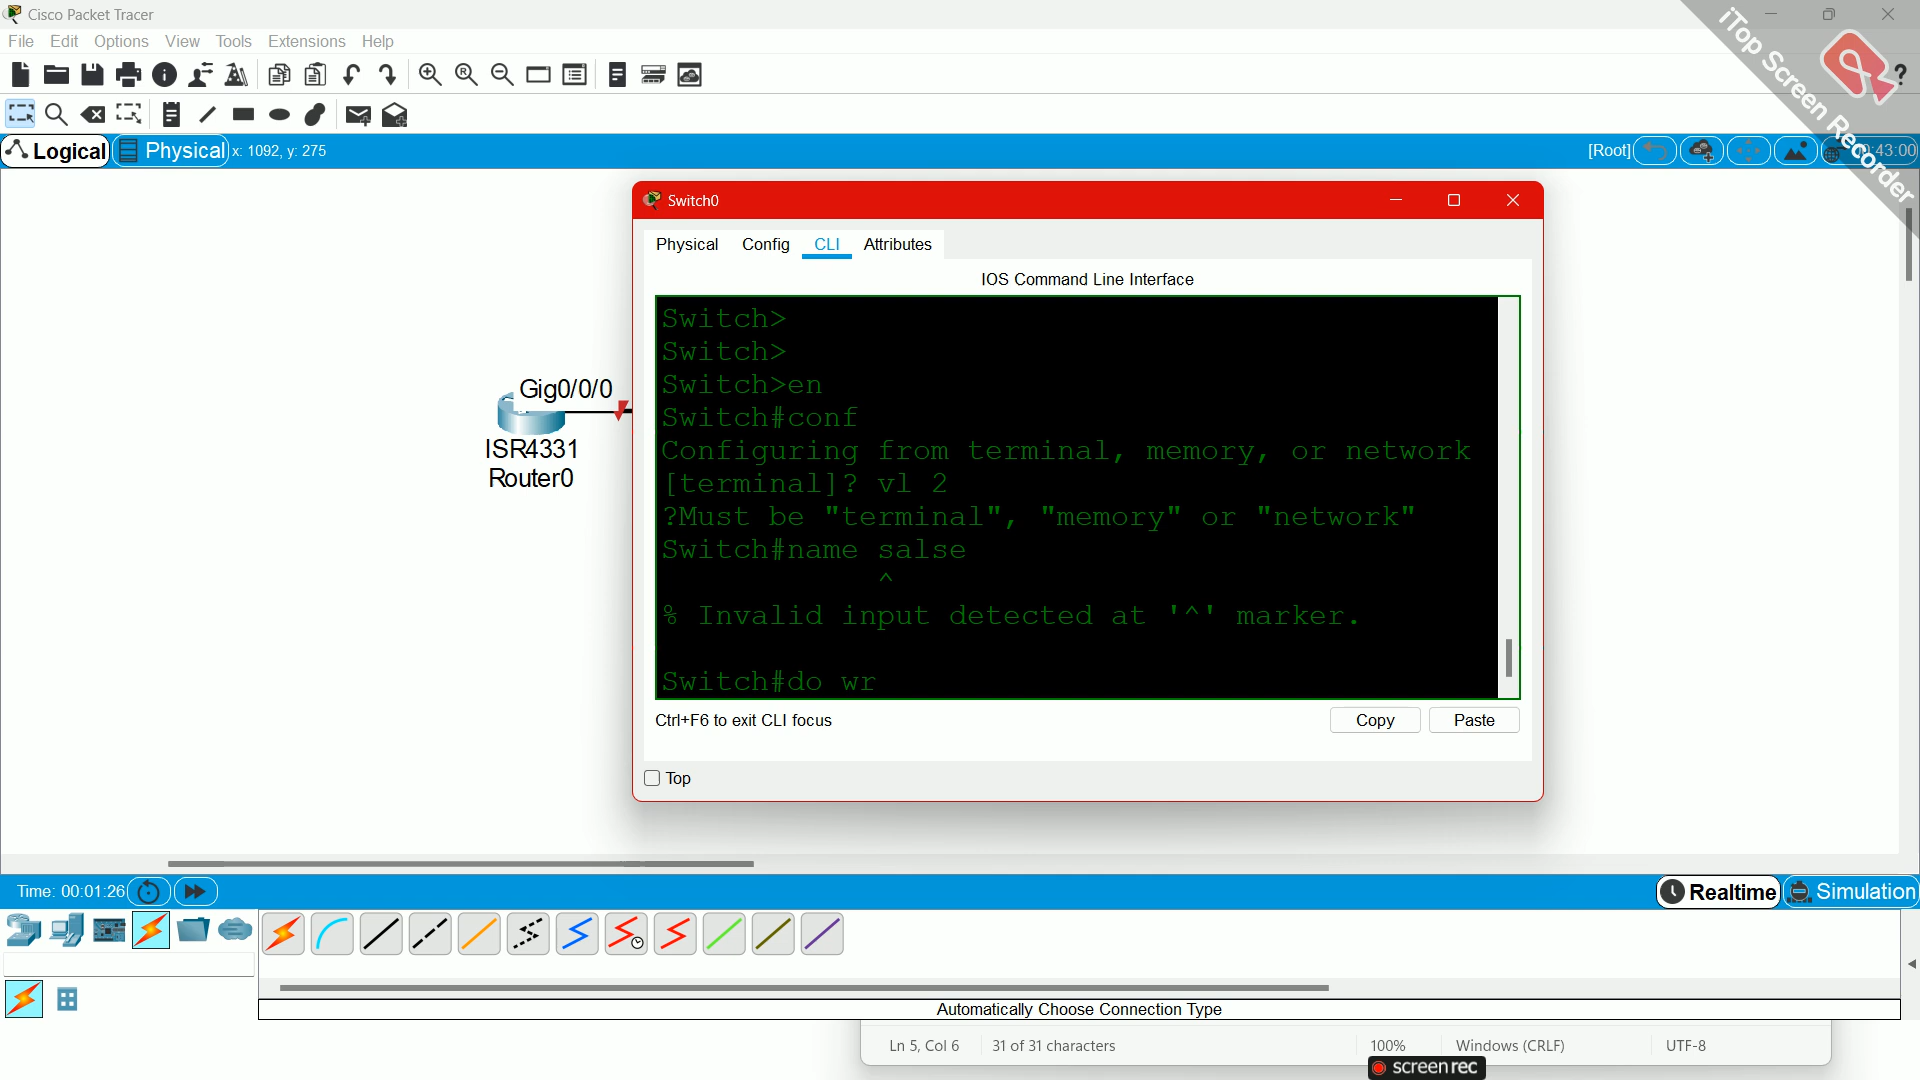 Cisco Packet Tracer
File Edit Options View Tools Extensions Help
iTop Screen Recorder
?
Logical Physical x: 1092, y: 275 [Root] :43:00
Switch0
Physical Config CLI Attributes
IOS Command Line Interface
Switch>
Switch>
Switch>en
Switch#conf
Configuring from terminal, memory, or network
[terminal]? vl 2
?Must be "terminal", "memory" or "network"
Switch#name salse
^
% Invalid input detected at '^' marker.
Switch#do wr
Ctrl+F6 to exit CLI focus Copy Paste
Top
Gig0/0/0
ISR4331
Router0
Time: 00:01:26 Realtime Simulation
Automatically Choose Connection Type
Ln 5, Col 6 31 of 31 characters 100% Windows (CRLF) UTF-8
screenrec